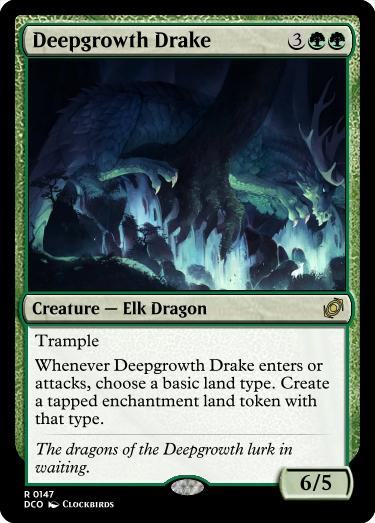 Deepgrowth Drake 3
Creature — Elk Dragon
Trample
Whenever Deepgrowth Drake enters or
attacks, choose a basic land type. Create
a tapped enchantment land token with
that type.
The dragons of the Deepgrowth lurk in
waiting.
6/5
R 0147
DCO Clockbirds